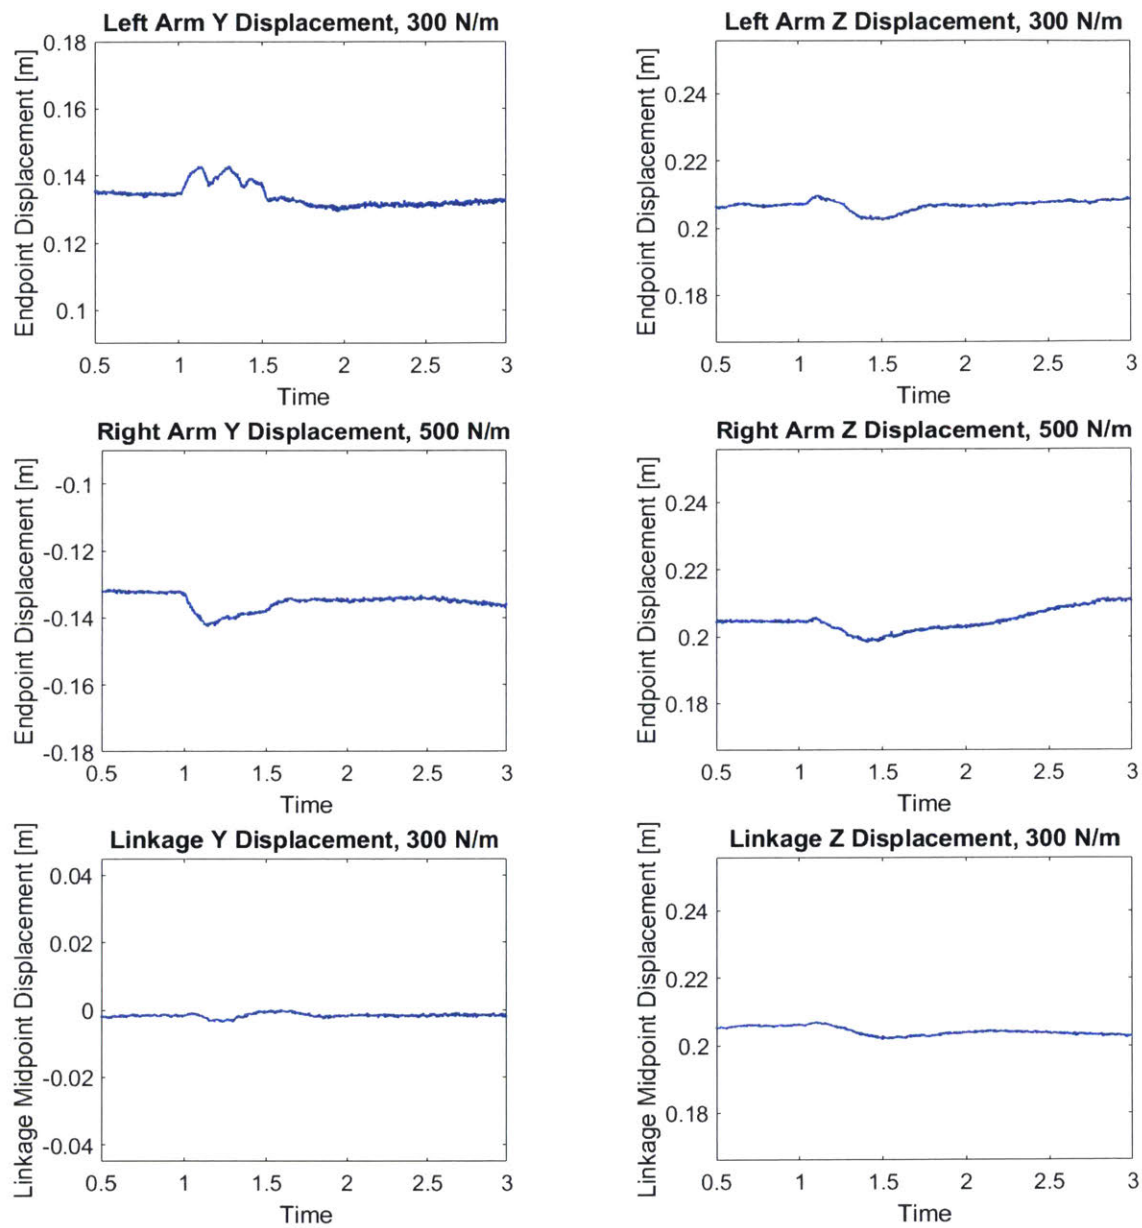 Left Arm Y Displacement, 300 N/m
Endpoint Displacement [m]
0.18
0.16
0.14
0.12
0.1
0.5 1 1.5 2 2.5 3
Time
Left Arm Z Displacement, 300 N/m
Endpoint Displacement [m]
0.24
0.22
0.2
0.18
0.5 1 1.5 2 2.5 3
Time
Right Arm Y Displacement, 500 N/m
Endpoint Displacement [m]
-0.1
-0.12
-0.14
-0.16
-0.18
0.5 1 1.5 2 2.5 3
Time
Right Arm Z Displacement, 500 N/m
Endpoint Displacement [m]
0.24
0.22
0.2
0.18
0.5 1 1.5 2 2.5 3
Time
Linkage Y Displacement, 300 N/m
Linkage Midpoint Displacement [m]
0.04
0.02
0
-0.02
-0.04
0.5 1 1.5 2 2.5 3
Time
Linkage Z Displacement, 300 N/m
Linkage Midpoint Displacement [m]
0.24
0.22
0.2
0.18
0.5 1 1.5 2 2.5 3
Time